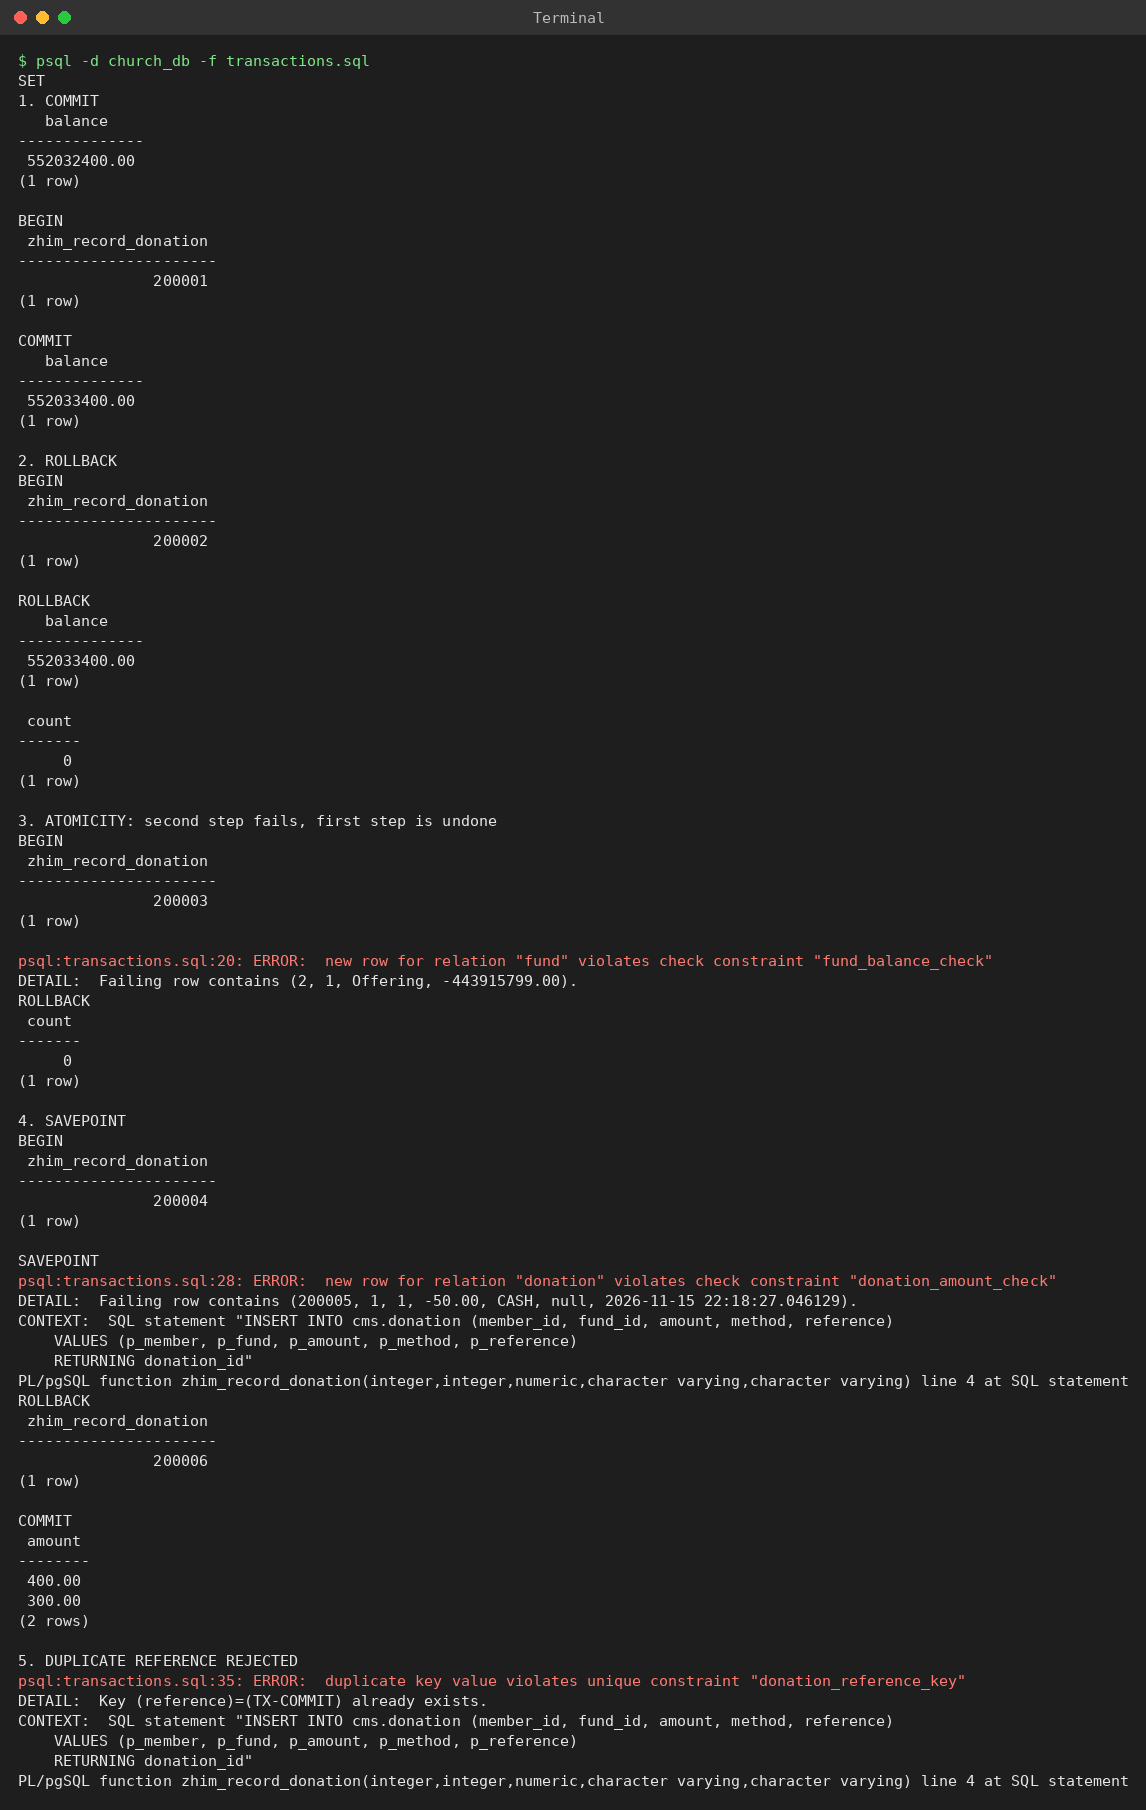 Terminal
$ psql -d church_db -f transactions.sql
SET
1. COMMIT
   balance
--------------
 552032400.00
(1 row)

BEGIN
 zhim_record_donation
----------------------
               200001
(1 row)

COMMIT
   balance
--------------
 552033400.00
(1 row)

2. ROLLBACK
BEGIN
 zhim_record_donation
----------------------
               200002
(1 row)

ROLLBACK
   balance
--------------
 552033400.00
(1 row)

 count
-------
     0
(1 row)

3. ATOMICITY: second step fails, first step is undone
BEGIN
 zhim_record_donation
----------------------
               200003
(1 row)

psql:transactions.sql:20: ERROR:  new row for relation "fund" violates check constraint "fund_balance_check"
DETAIL:  Failing row contains (2, 1, Offering, -443915799.00).
ROLLBACK
 count
-------
     0
(1 row)

4. SAVEPOINT
BEGIN
 zhim_record_donation
----------------------
               200004
(1 row)

SAVEPOINT
psql:transactions.sql:28: ERROR:  new row for relation "donation" violates check constraint "donation_amount_check"
DETAIL:  Failing row contains (200005, 1, 1, -50.00, CASH, null, 2026-11-15 22:18:27.046129).
CONTEXT:  SQL statement "INSERT INTO cms.donation (member_id, fund_id, amount, method, reference)
    VALUES (p_member, p_fund, p_amount, p_method, p_reference)
    RETURNING donation_id"
PL/pgSQL function zhim_record_donation(integer,integer,numeric,character varying,character varying) line 4 at SQL statement
ROLLBACK
 zhim_record_donation
----------------------
               200006
(1 row)

COMMIT
 amount
--------
 400.00
 300.00
(2 rows)

5. DUPLICATE REFERENCE REJECTED
psql:transactions.sql:35: ERROR:  duplicate key value violates unique constraint "donation_reference_key"
DETAIL:  Key (reference)=(TX-COMMIT) already exists.
CONTEXT:  SQL statement "INSERT INTO cms.donation (member_id, fund_id, amount, method, reference)
    VALUES (p_member, p_fund, p_amount, p_method, p_reference)
    RETURNING donation_id"
PL/pgSQL function zhim_record_donation(integer,integer,numeric,character varying,character varying) line 4 at SQL statement